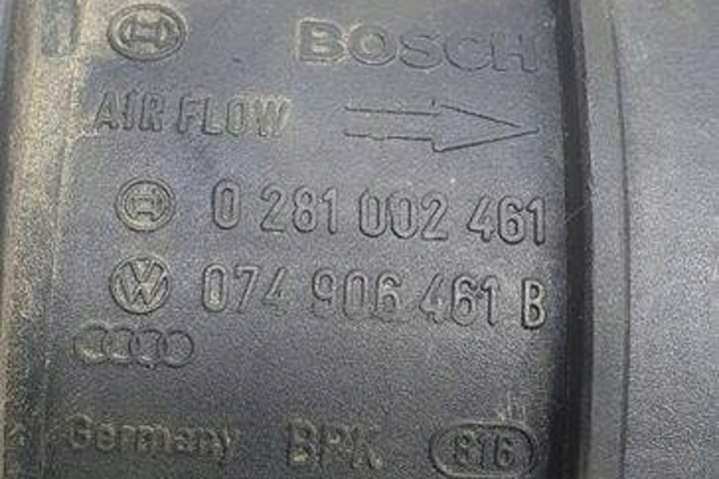 BOSCH
AIR FLOW
0 281 002 461
074 906 461 B
Germany BPK 816